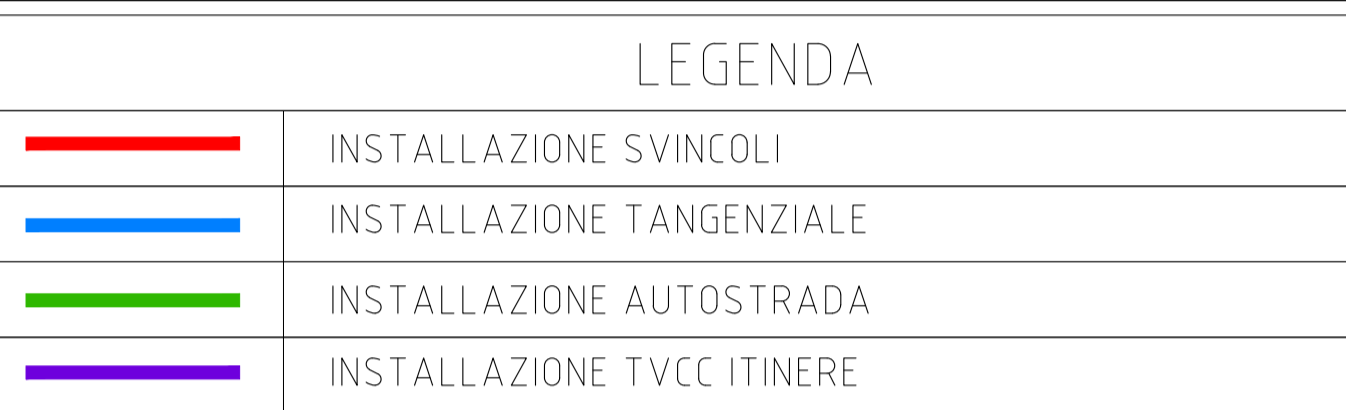 LEGENDA
INSTALLAZIONE SVINCOLI
INSTALLAZIONE TANGENZIALE
INSTALLAZIONE AUTOSTRADA
INSTALLAZIONE TVCC ITINERE